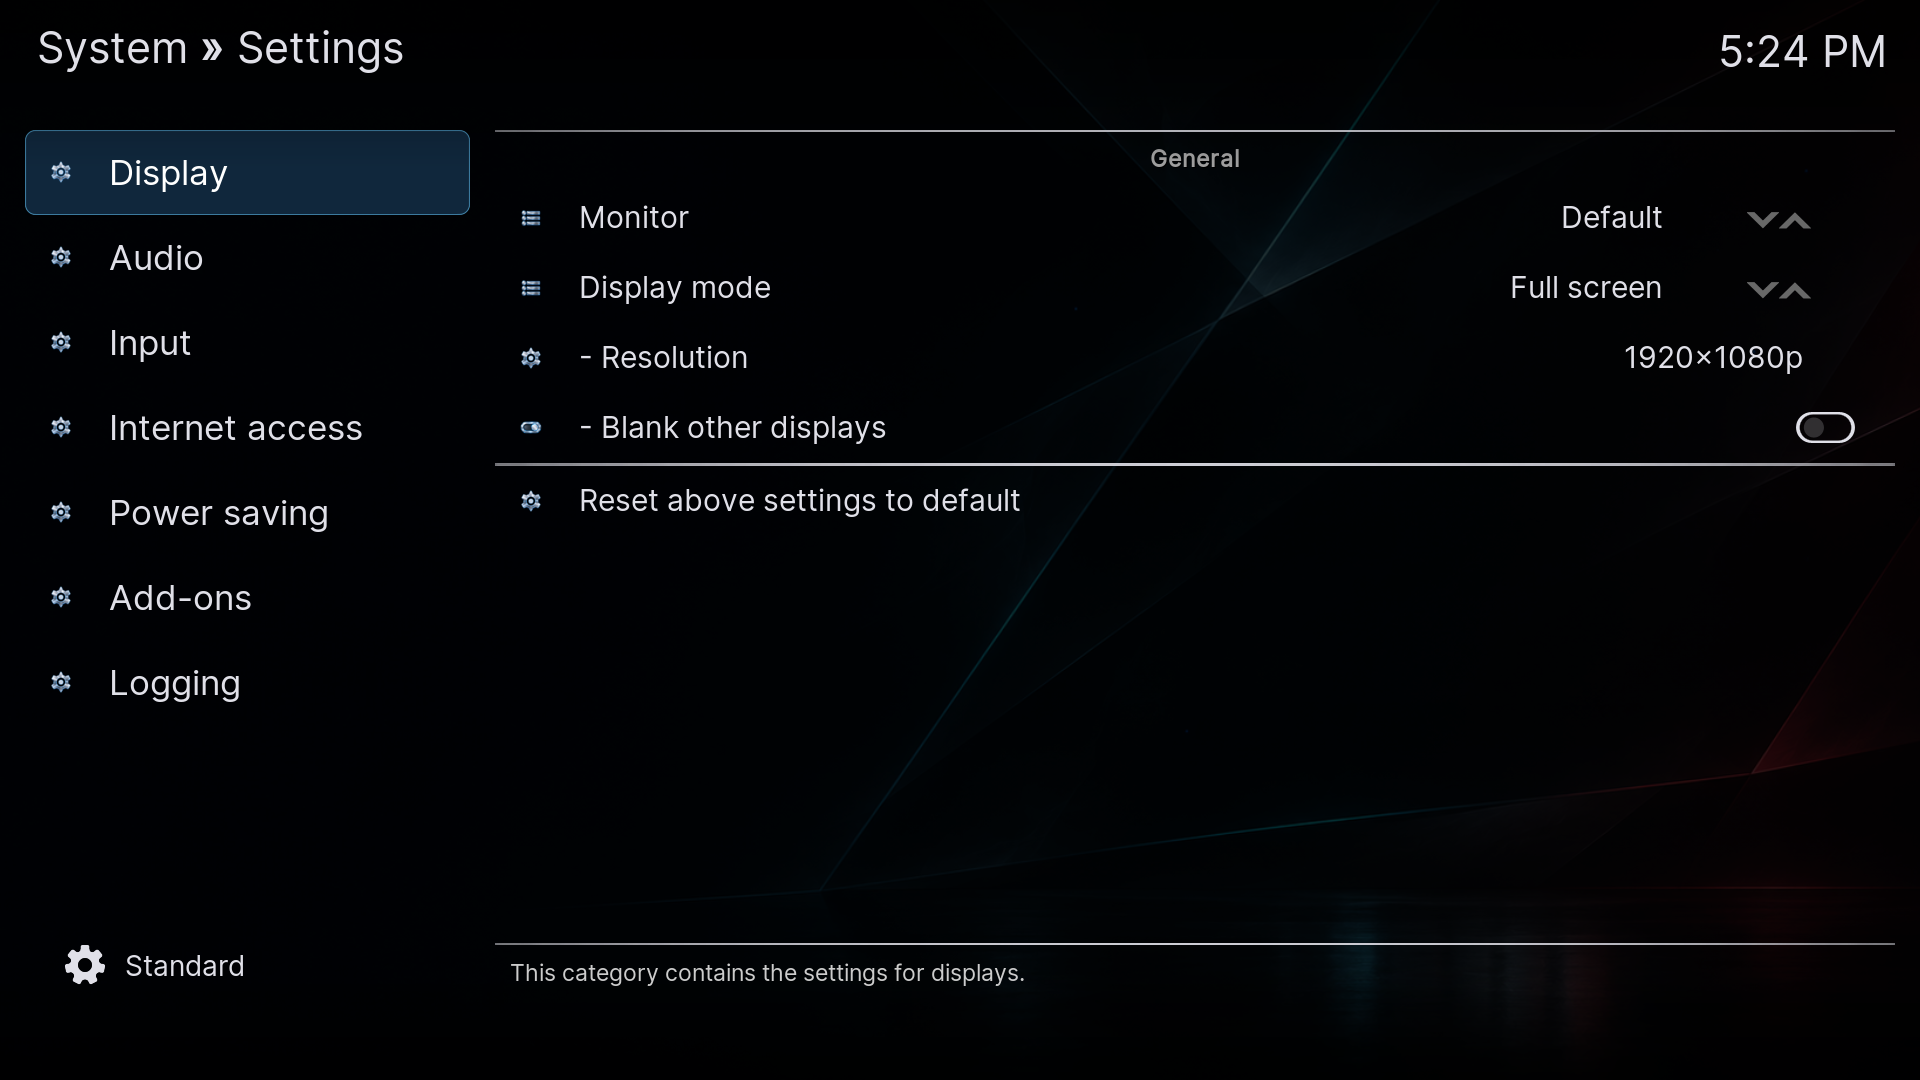 System » Settings
5:24 PM
Display
Audio
Input
Internet access
Power saving
Add-ons
Logging
Standard
General
Monitor Default
Display mode Full screen
- Resolution 1920×1080p
- Blank other displays
Reset above settings to default
This category contains the settings for displays.